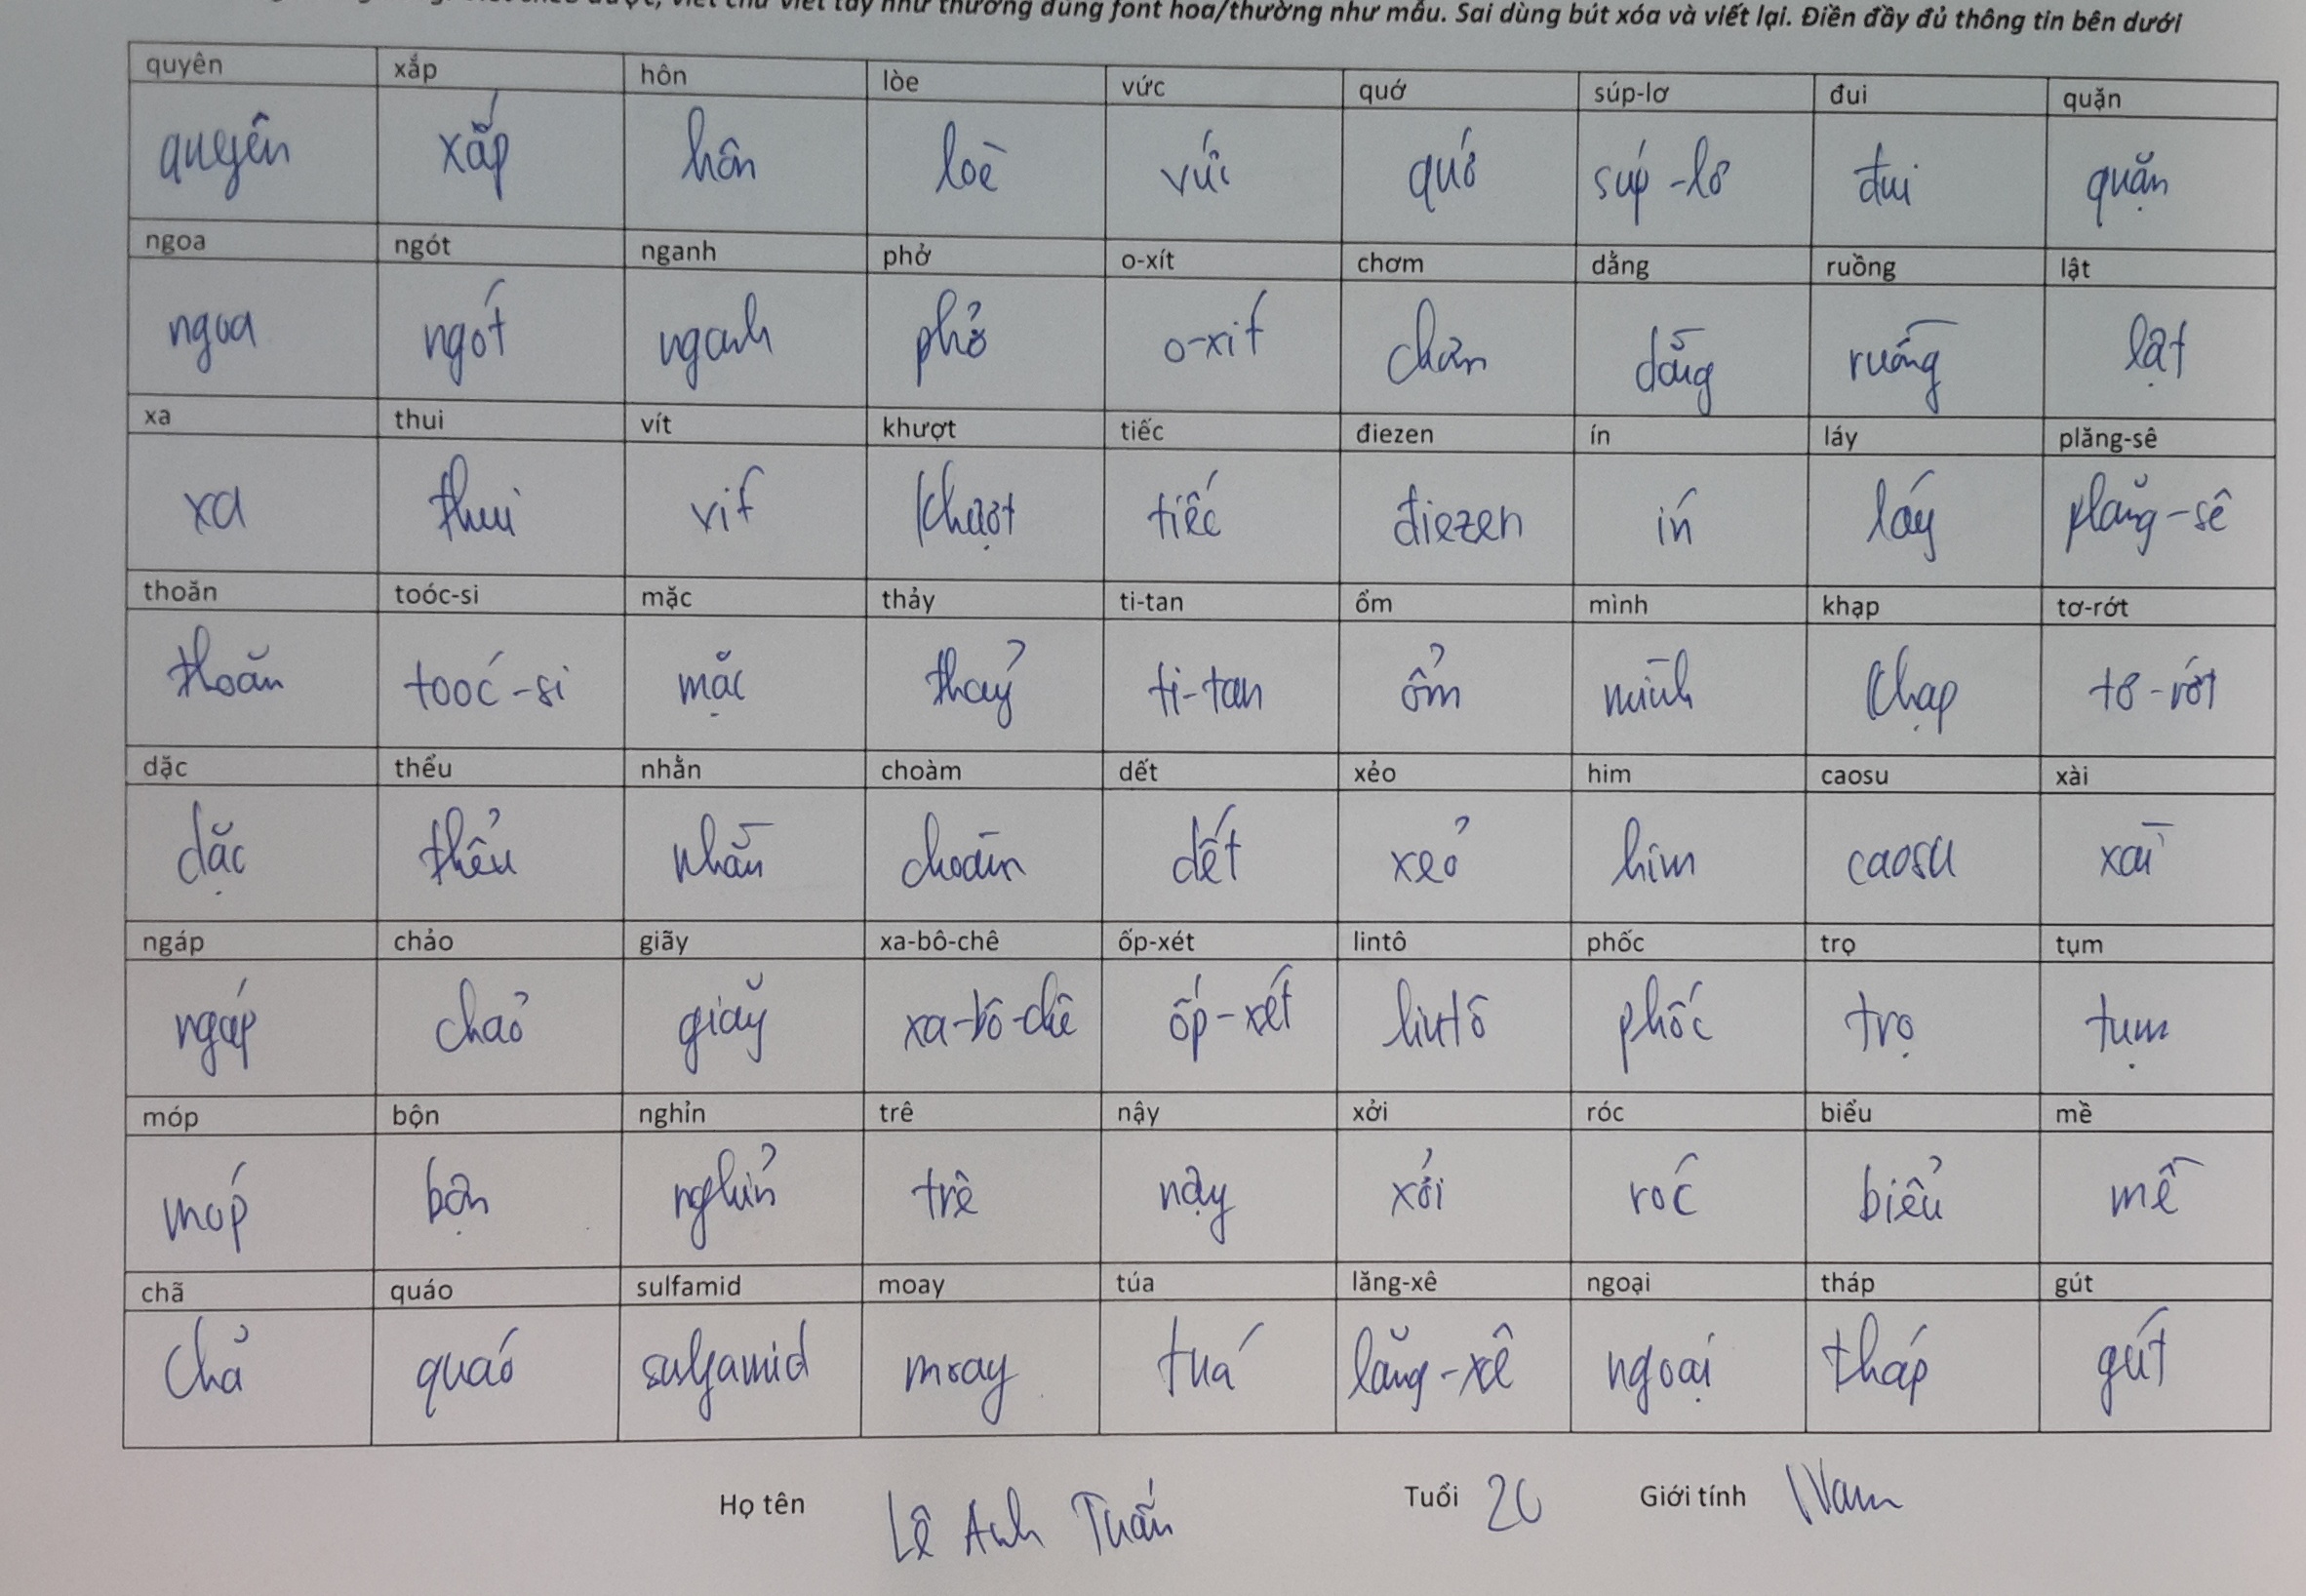 viết chữ viết tay như thường dùng font hoa/thường như mẫu. Sai dùng bút xóa và viết lại. Điền đầy đủ thông tin bên dưới
quyên xắp hôn lòe vức quớ súp-lơ đui quặn
quyên xắp hôn loè vức quớ súp-lơ đui quặn
ngoa ngót nganh phở o-xít chơm dằng ruồng lật
ngoa ngót nganh phở o-xít chơm dằng ruồng lật
xa thui vít khượt tiếc điezen ín láy plăng-sê
xa thui vít khượt tiếc điezen ín láy plăng-sê
thoăn toóc-si mặc thảy ti-tan ổm mình khạp tơ-rớt
thoăn toóc-si mặc thảy ti-tan ổm mình khạp tơ-rớt
dặc thểu nhằn choàm dết xẻo him caosu xài
dặc thểu nhằn choàm dết xẻo him caosu xài
ngáp chảo giãy xa-bô-chê ốp-xét lintô phốc trọ tụm
ngáp chảo giãy xa-bô-chê ốp-xét lintô phốc trọ tụm
móp bộn nghỉn trê nậy xởi róc biểu mề
móp bộn nghỉn trê nậy xởi róc biểu mề
chã quáo sulfamid moay túa lăng-xê ngoại tháp gút
chả quáo sulfamid moay tuá lăng-xê ngoại tháp gút
Họ tên Lê Anh Tuấn Tuổi 20 Giới tính Nam